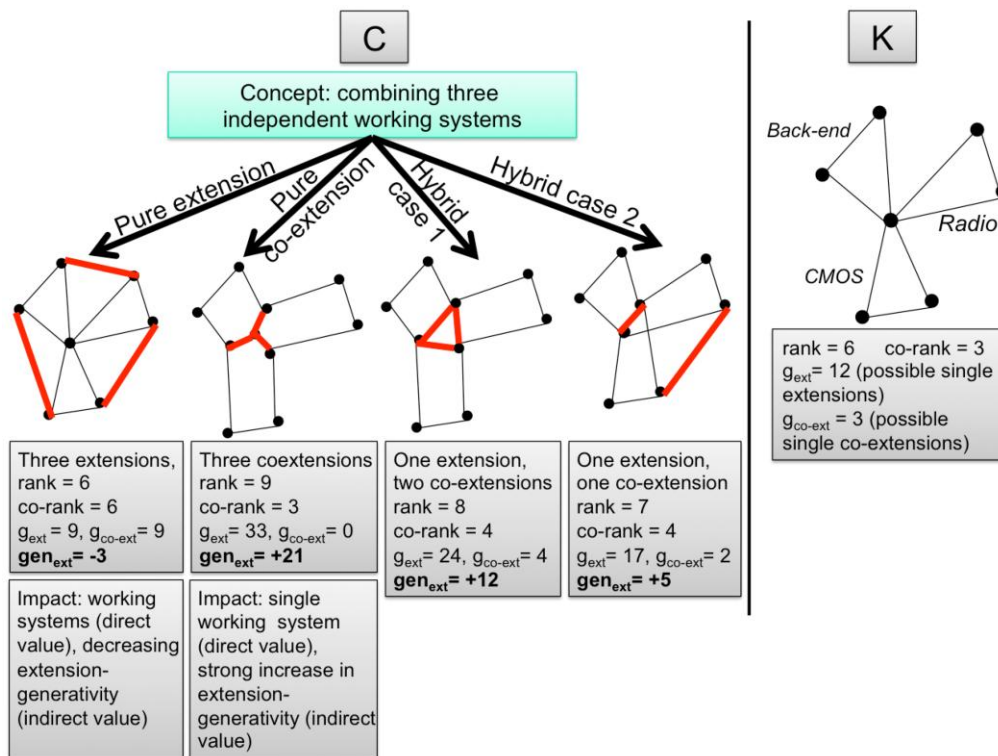 C
Concept: combining three
independent working systems
Pure extension
Pure
co-extension
Hybrid
case 1
Hybrid case 2
Three extensions,
rank = 6
co-rank = 6
gext = 9, gco-ext = 9
genext= -3
Three coextensions
rank = 9
co-rank = 3
gext= 33, gco-ext= 0
genext= +21
One extension,
two co-extensions
rank = 8
co-rank = 4
gext= 24, gco-ext= 4
genext= +12
One extension,
one co-extension
rank = 7
co-rank = 4
gext= 17, gco-ext= 2
genext= +5
Impact: working
systems (direct
value), decreasing
extension-
generativity
(indirect value)
Impact: single
working system
(direct value),
strong increase in
extension-
generativity (indirect
value)
K
Back-end
Radio
CMOS
rank = 6 co-rank = 3
gext= 12 (possible single
extensions)
gco-ext = 3 (possible
single co-extensions)